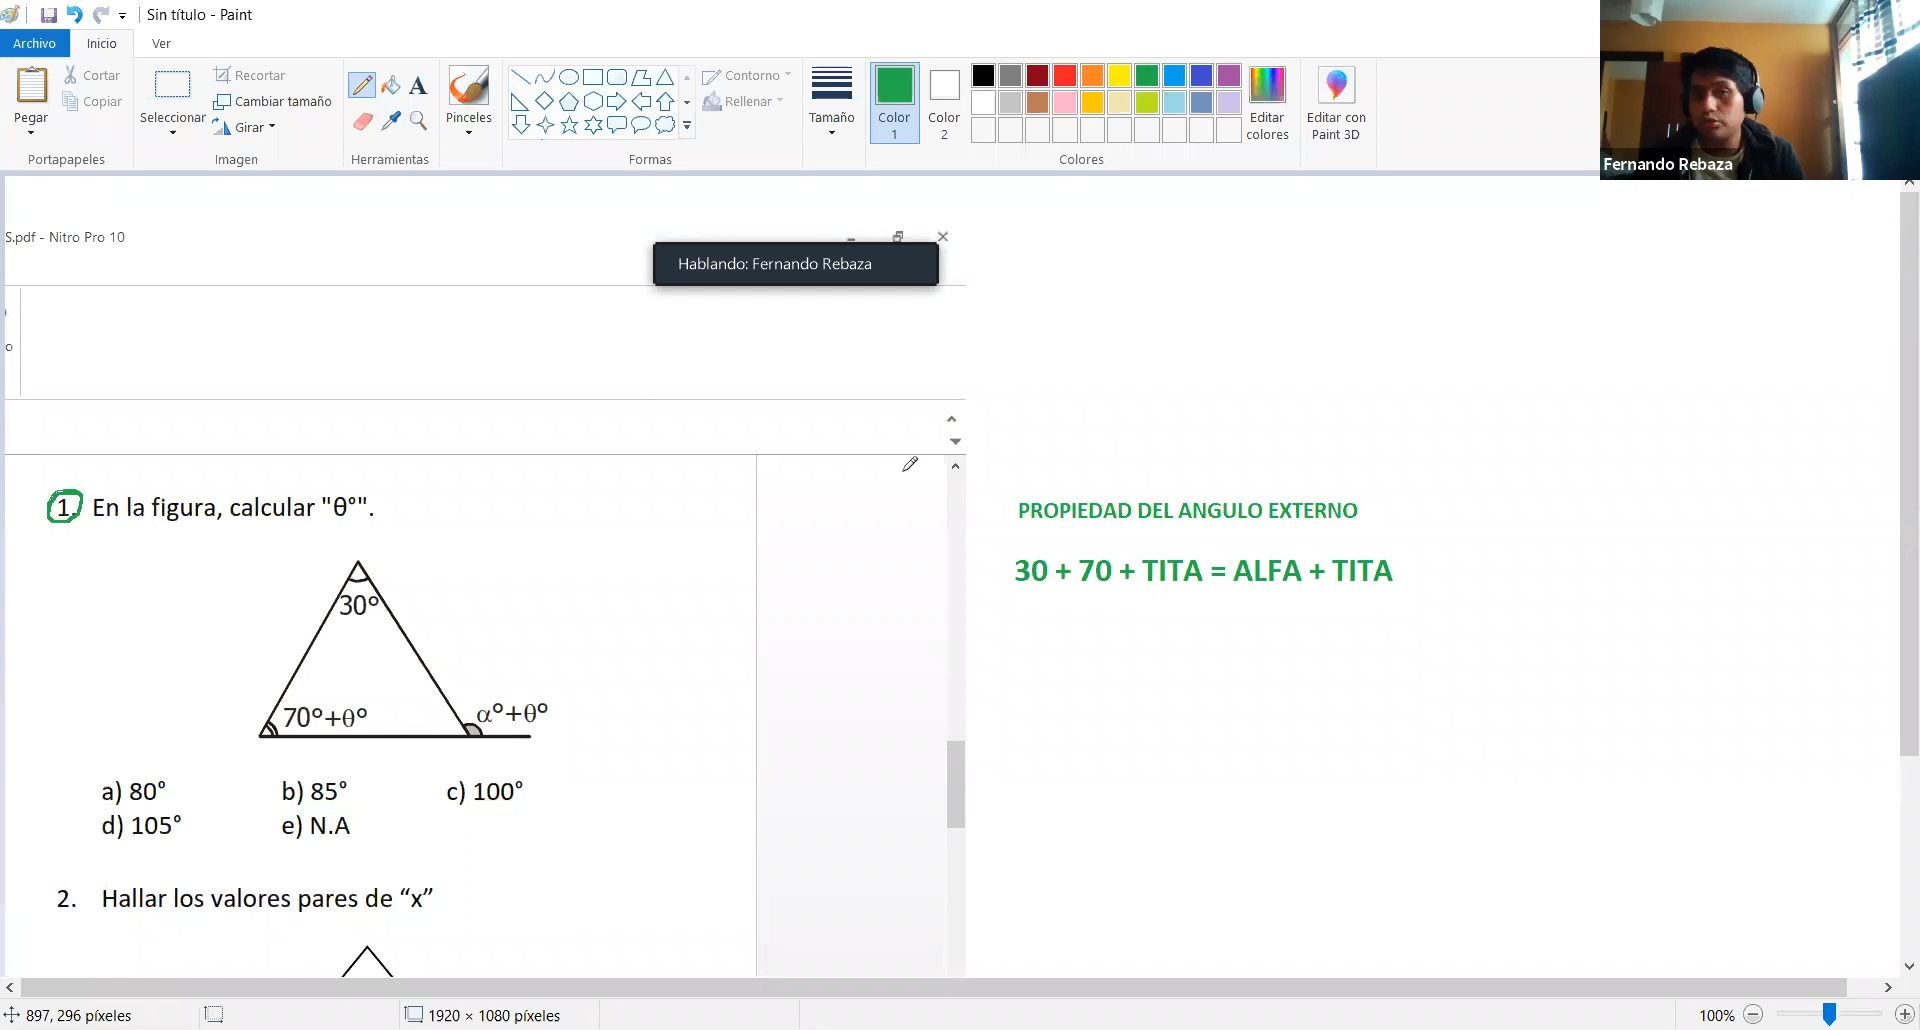 Sin título - Paint
Archivo Inicio Ver
Pegar Cortar Copiar Portapapeles
Seleccionar Recortar Cambiar tamaño Girar Imagen
A Herramientas
Pinceles
Formas
Contorno Rellenar
Tamaño
Color 1
Color 2
Editar colores
Editar con Paint 3D
Colores
Fernando Rebaza
S.pdf - Nitro Pro 10
Hablando: Fernando Rebaza
o
1. En la figura, calcular "θ°".
30°
70°+θ°
α°+θ°
a) 80° b) 85° c) 100°
d) 105° e) N.A
2. Hallar los valores pares de “x”
PROPIEDAD DEL ANGULO EXTERNO
30 + 70 + TITA = ALFA + TITA
897, 296 píxeles
1920 × 1080 píxeles
100%